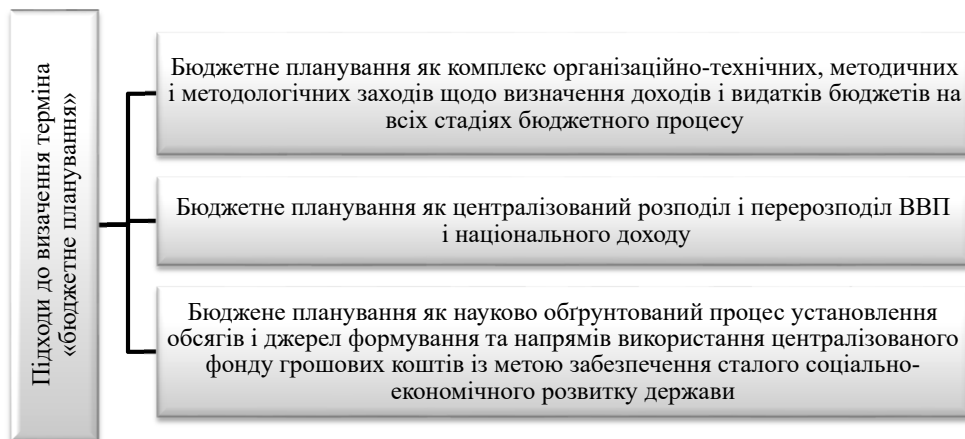 Підходи до визачення терміна
«бюджетне планування»
Бюджетне планування як комплекс організаційно-технічних, методичних
і методологічних заходів щодо визначення доходів і видатків бюджетів на
всіх стадіях бюджетного процесу
Бюджетне планування як централізований розподіл і перерозподіл ВВП
і національного доходу
Бюджене планування як науково обґрунтований процес установлення
обсягів і джерел формування та напрямів використання централізованого
фонду грошових коштів із метою забезпечення сталого соціально-
економічного розвитку держави